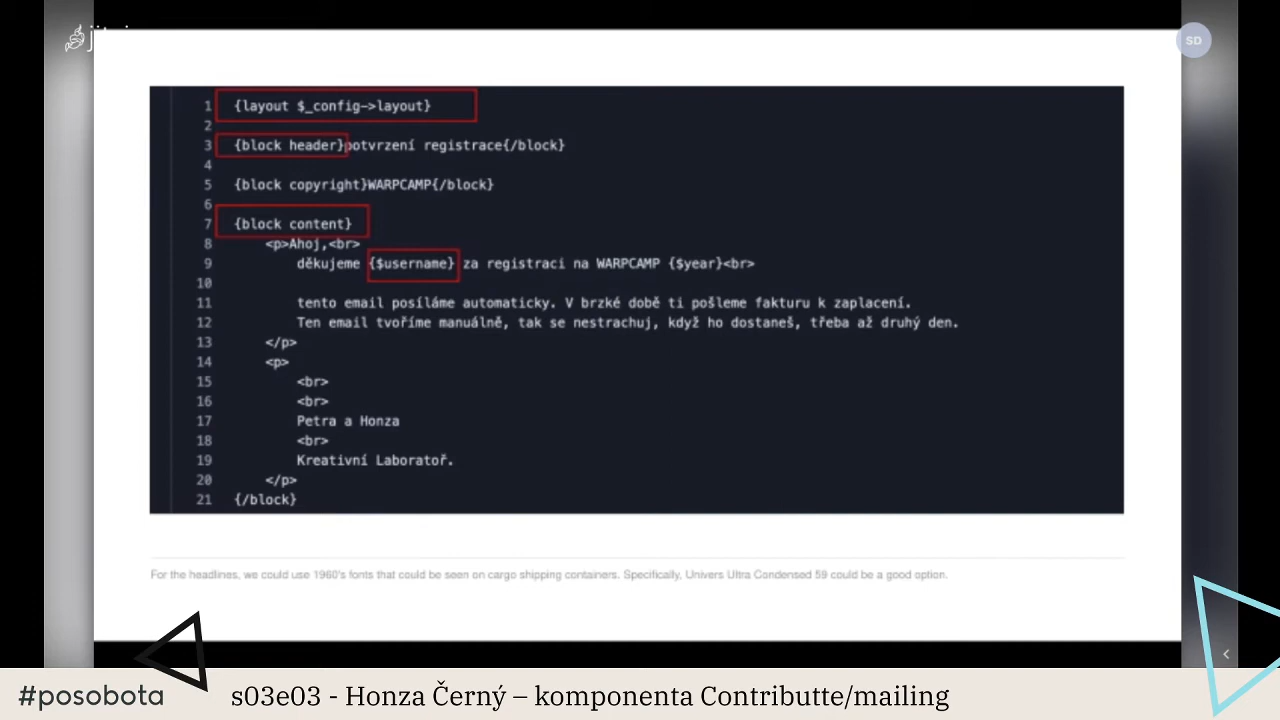 SD
1 {layout $_config->layout}
2
3 {block header}potvrzení registrace{/block}
4
5 {block copyright}WARPCAMP{/block}
6
7 {block content}
8 <p>Ahoj,<br>
9 děkujeme {$username} za registraci na WARPCAMP {$year}<br>
10
11 tento email posíláme automaticky. V brzké době ti pošleme fakturu k zaplacení.
12 Ten email tvoříme manuálně, tak se nestrachuj, když ho dostaneš, třeba až druhý den.
13 </p>
14 <p>
15 <br>
16 <br>
17 Petra a Honza
18 <br>
19 Kreativní Laboratoř.
20 </p>
21 {/block}
For the headlines, we could use 1960's fonts that could be seen on cargo shipping containers. Specifically, Univers Ultra Condensed 59 could be a good option.
#posobota s03e03 - Honza Černý – komponenta Contributte/mailing